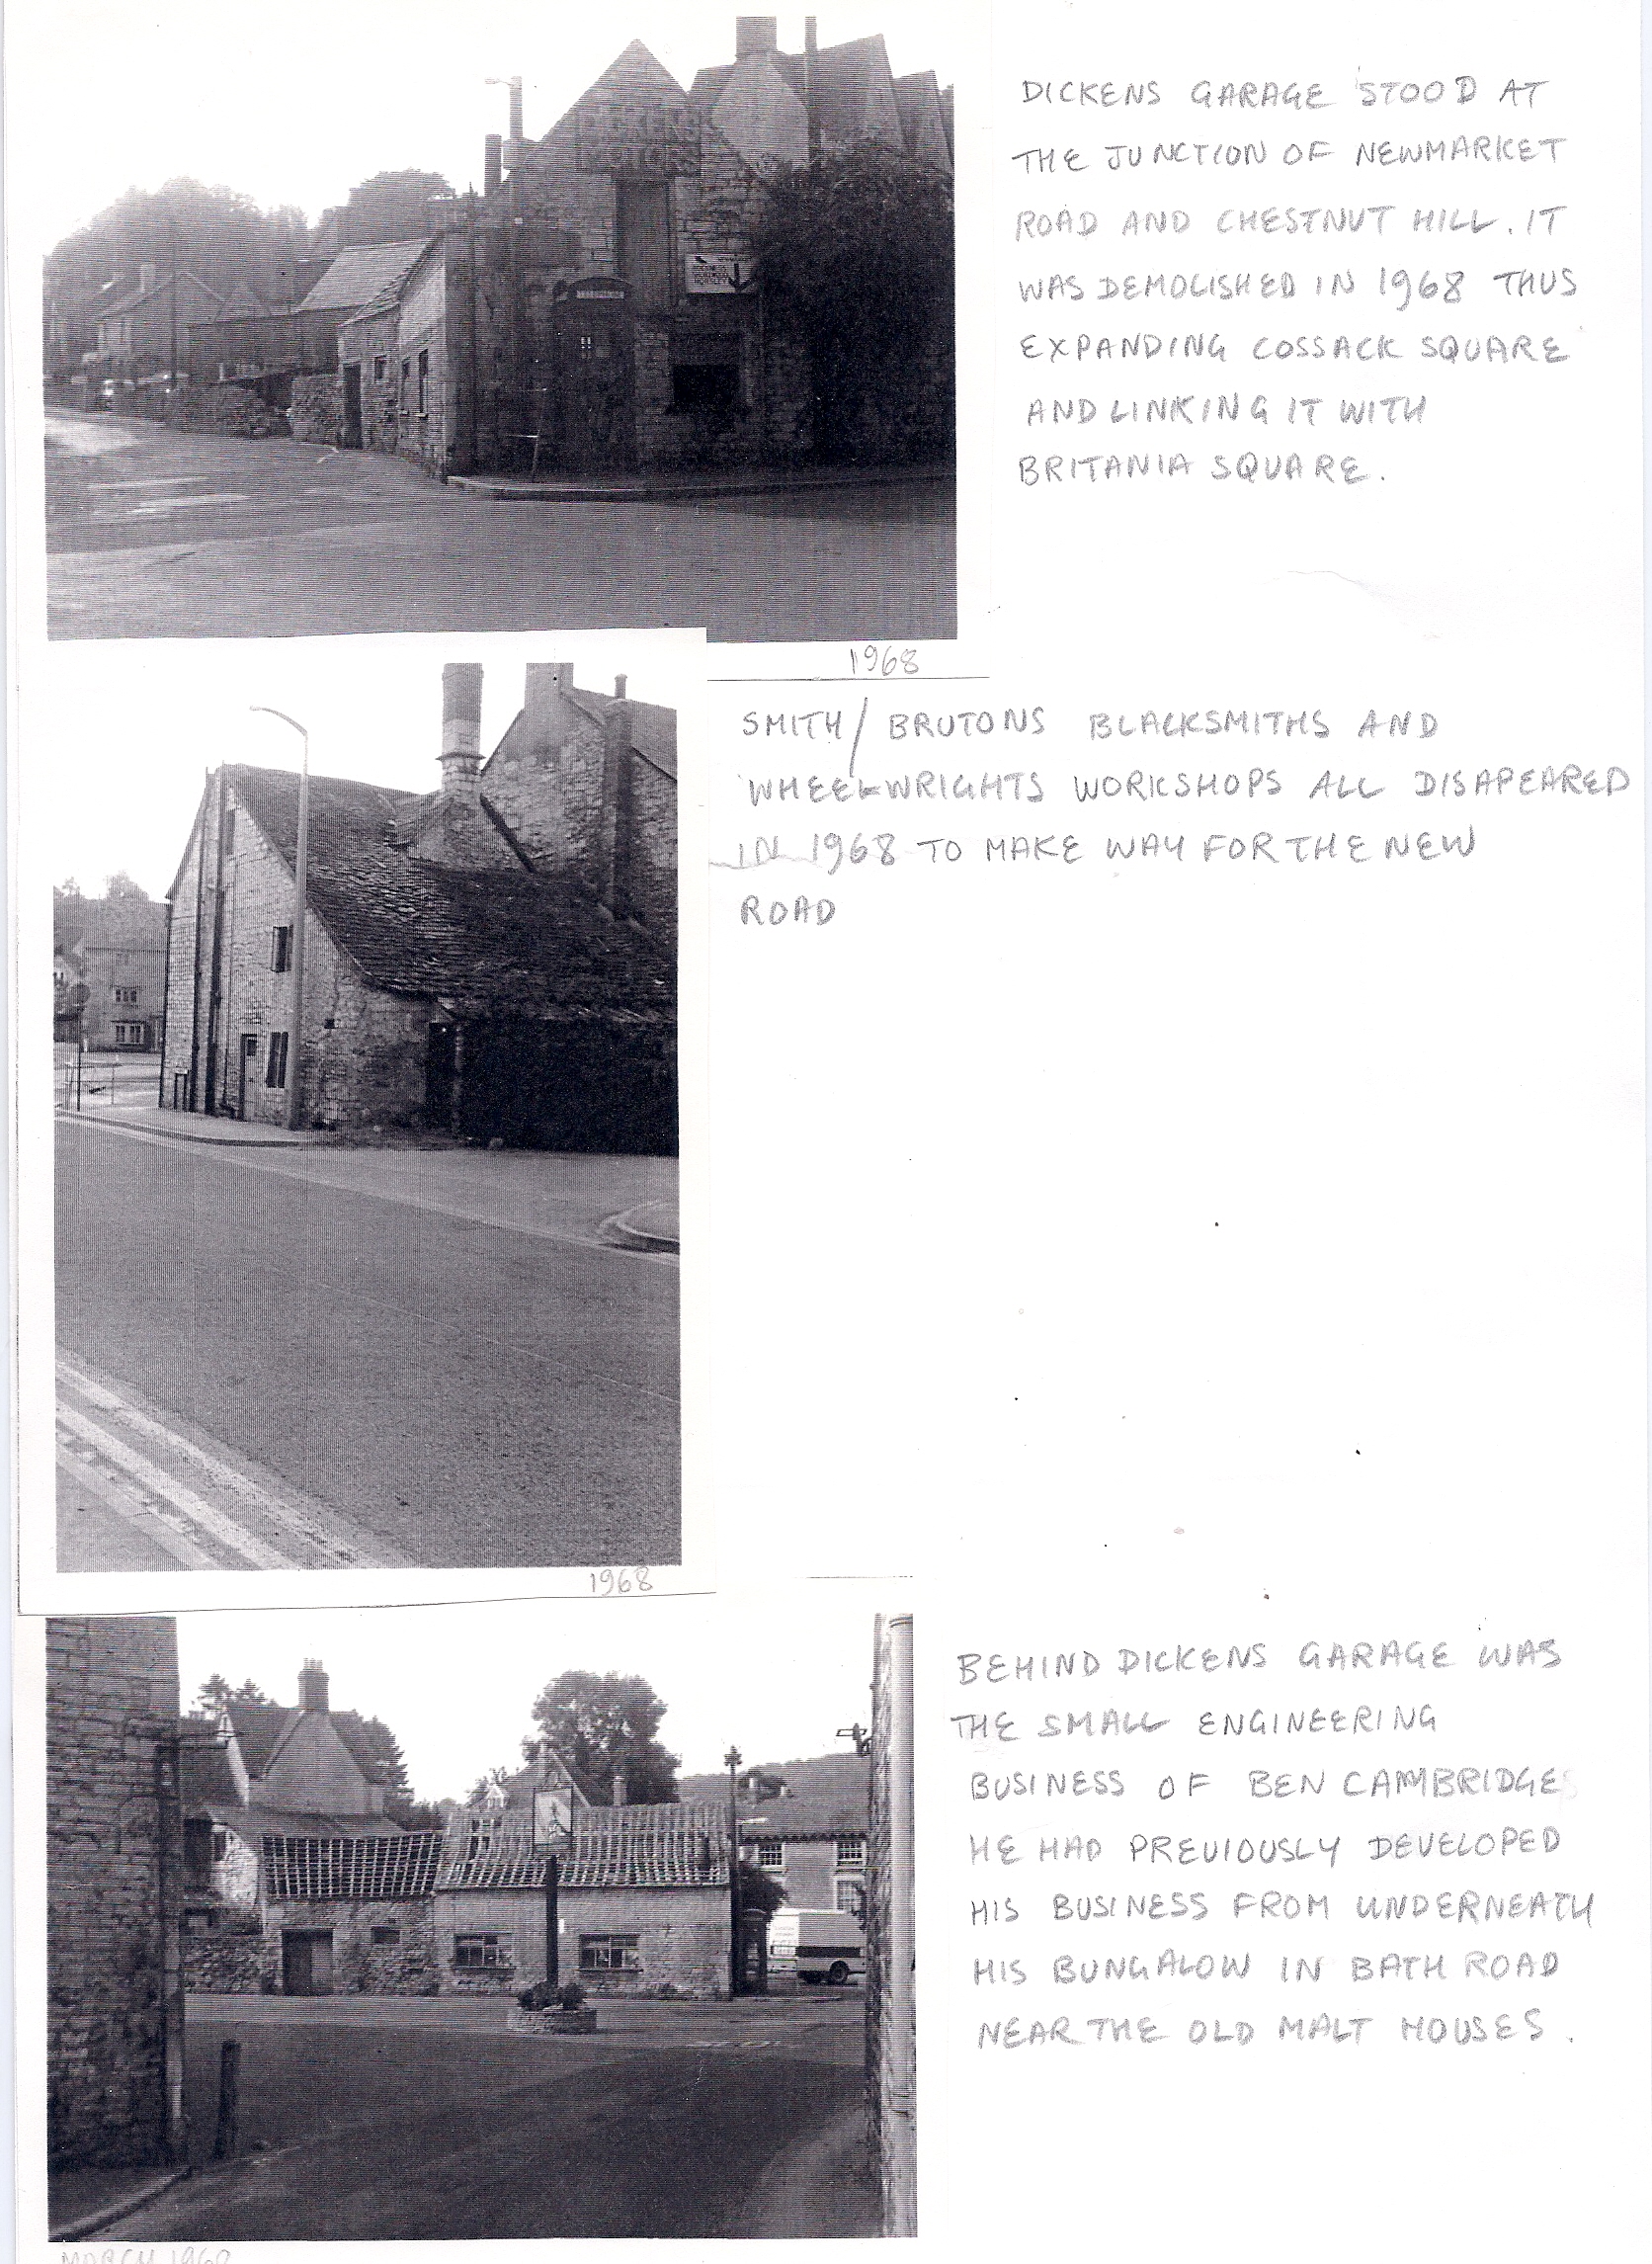 DICKENS GARAGE STOOD AT
THE JUNCTION OF NEWMARKET
ROAD AND CHESTNUT HILL. IT
WAS DEMOLISHED IN 1968 THUS
EXPANDING COSSACK SQUARE
AND LINKING IT WITH
BRITANIA SQUARE.
DICKENS
TELEPHONE
1968
SMITH/BRUTONS BLACKSMITHS AND
WHEELWRIGHTS WORKSHOPS ALL DISAPEARED
IN 1968 TO MAKE WAY FOR THE NEW
ROAD
1968
BEHIND DICKENS GARAGE WAS
THE SMALL ENGINEERING
BUSINESS OF BEN CAMBRIDGE
HE HAD PREVIOUSLY DEVELOPED
HIS BUSINESS FROM UNDERNEATH
HIS BUNGALOW IN BATH ROAD
NEAR THE OLD MALT HOUSES.
MARCH 1968